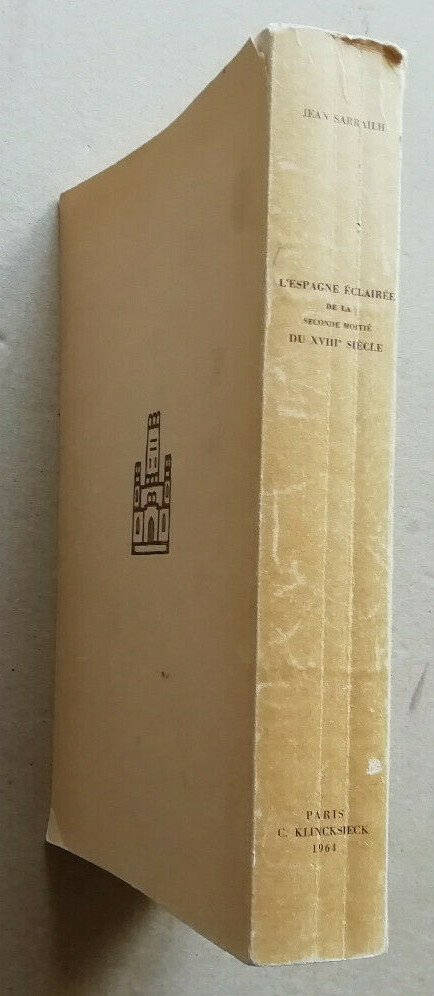 JEAN SARRAILH
L'ESPAGNE ÉCLAIRÉE
DE LA
SECONDE MOITIÉ
DU XVIIIᵉ SIÈCLE
PARIS
C. KLINCKSIECK
1964